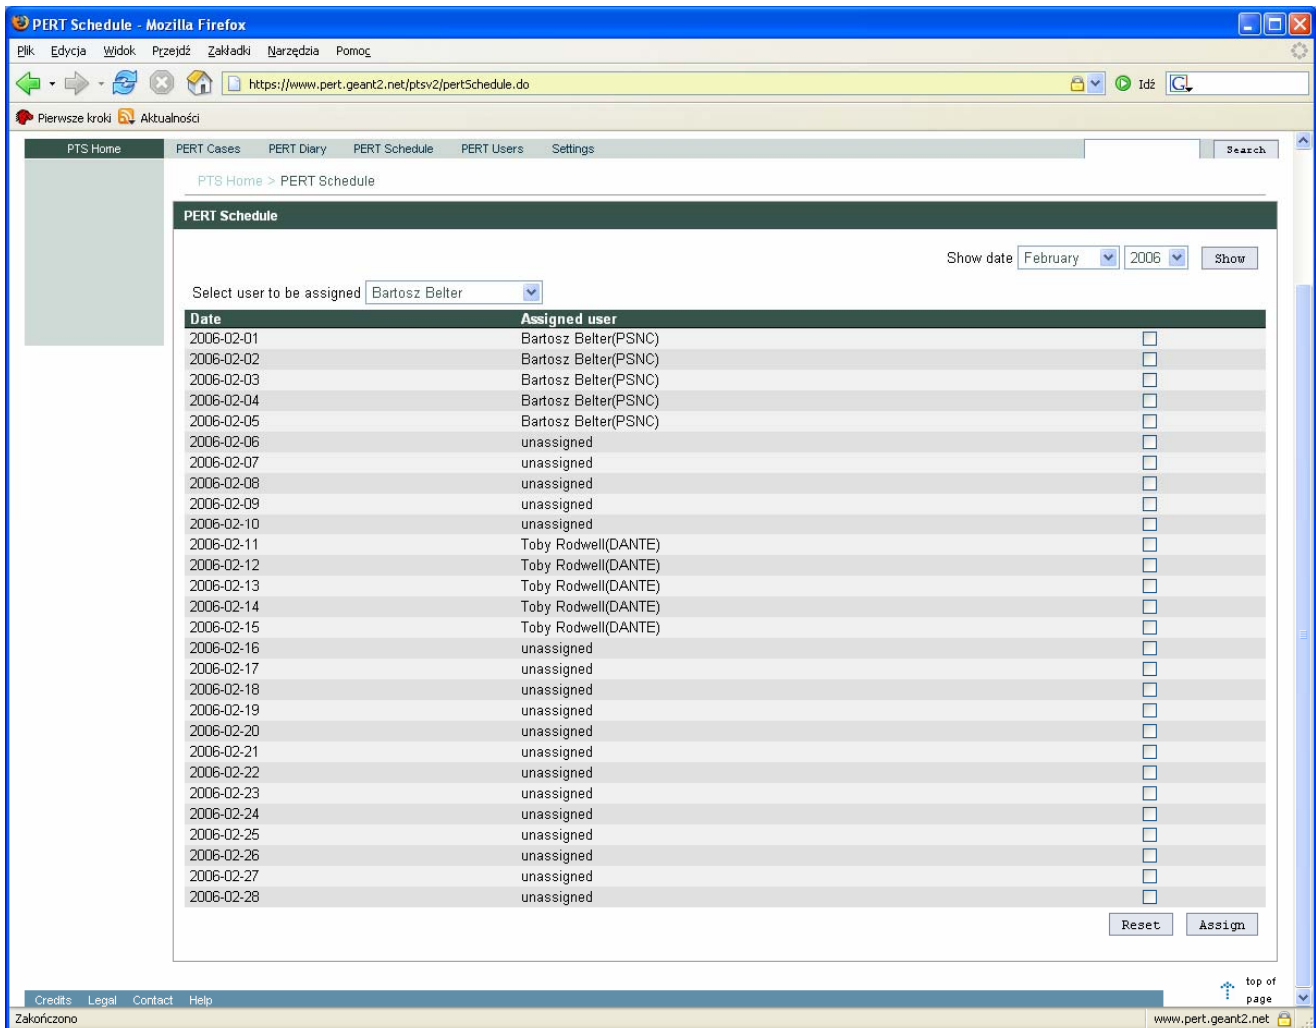 PERT Schedule - Mozilla Firefox
Plik Edycja Widok Przejdź Zakładki Narzędzia Pomoc
https://www.pert.geant2.net/ptsv2/pertSchedule.do Idź G
Pierwsze kroki Aktualności
PTS Home PERT Cases PERT Diary PERT Schedule PERT Users Settings Search
PTS Home > PERT Schedule
PERT Schedule
Show date February 2006 Show
Select user to be assigned Bartosz Belter
Date Assigned user
2006-02-01 Bartosz Belter(PSNC)
2006-02-02 Bartosz Belter(PSNC)
2006-02-03 Bartosz Belter(PSNC)
2006-02-04 Bartosz Belter(PSNC)
2006-02-05 Bartosz Belter(PSNC)
2006-02-06 unassigned
2006-02-07 unassigned
2006-02-08 unassigned
2006-02-09 unassigned
2006-02-10 unassigned
2006-02-11 Toby Rodwell(DANTE)
2006-02-12 Toby Rodwell(DANTE)
2006-02-13 Toby Rodwell(DANTE)
2006-02-14 Toby Rodwell(DANTE)
2006-02-15 Toby Rodwell(DANTE)
2006-02-16 unassigned
2006-02-17 unassigned
2006-02-18 unassigned
2006-02-19 unassigned
2006-02-20 unassigned
2006-02-21 unassigned
2006-02-22 unassigned
2006-02-23 unassigned
2006-02-24 unassigned
2006-02-25 unassigned
2006-02-26 unassigned
2006-02-27 unassigned
2006-02-28 unassigned
Reset Assign
top of
page
Credits Legal Contact Help
Zakończono www.pert.geant2.net